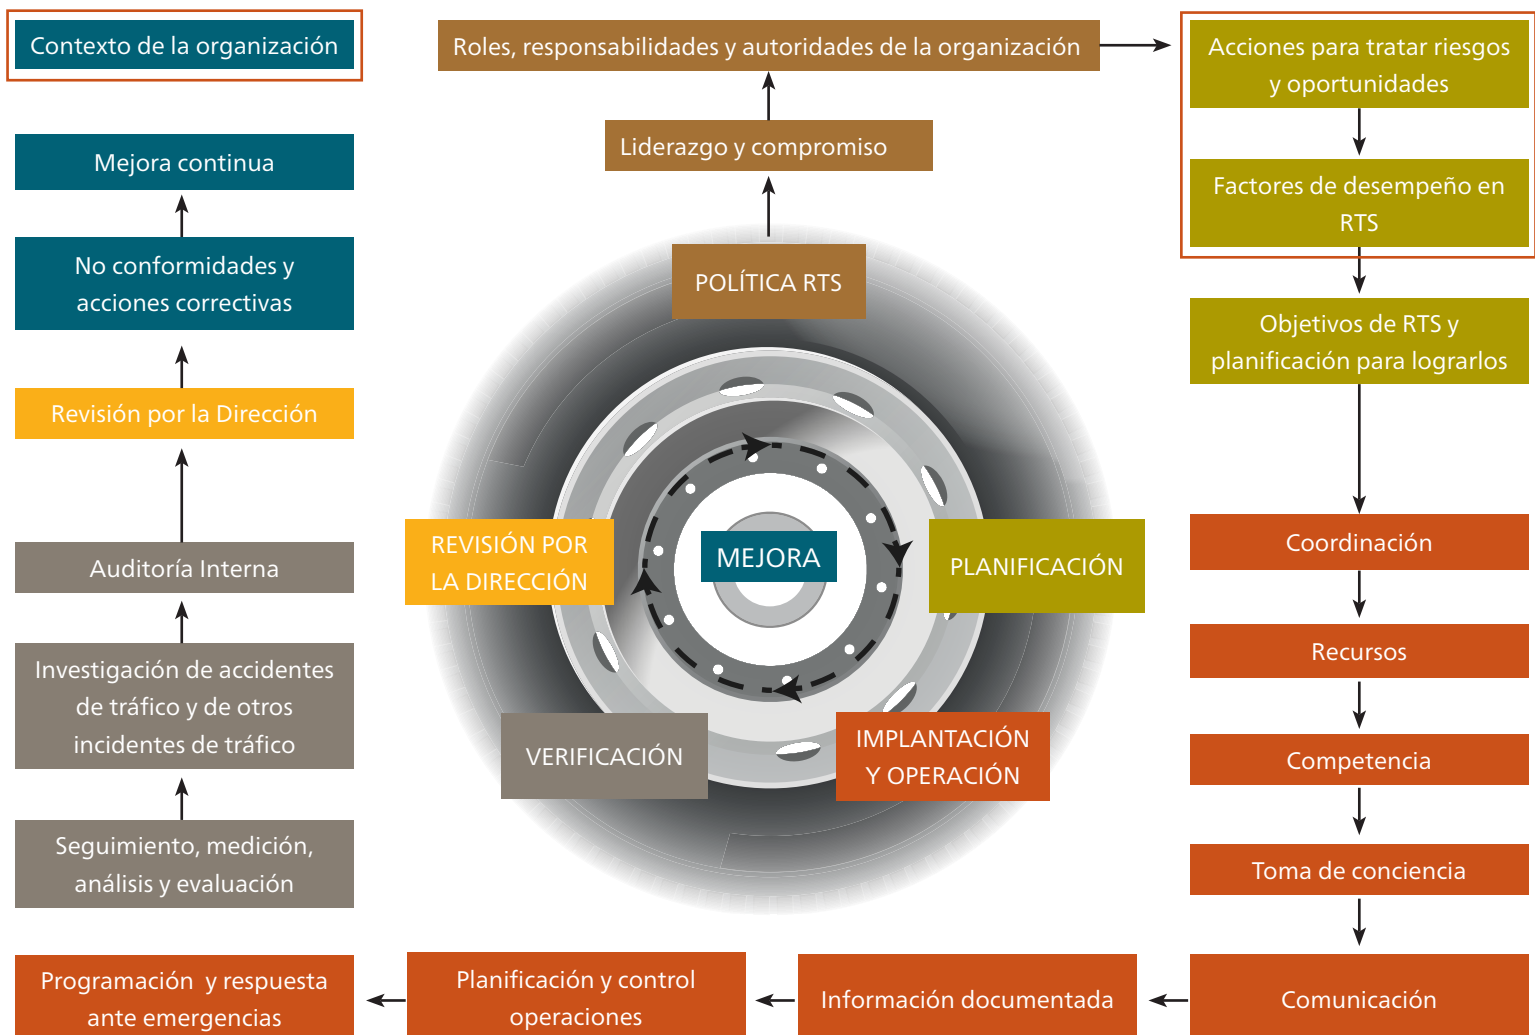 Contexto de la organización
Roles, responsabilidades y autoridades de la organización
Acciones para tratar riesgos
y oportunidades
Mejora continua
Liderazgo y compromiso
Factores de desempeño en
RTS
No conformidades y
acciones correctivas
POLÍTICA RTS
Objetivos de RTS y
planificación para lograrlos
Revisión por la Dirección
Auditoría Interna
REVISIÓN POR
LA DIRECCIÓN
MEJORA
PLANIFICACIÓN
Coordinación
Recursos
Investigación de accidentes
de tráfico y de otros
incidentes de tráfico
VERIFICACIÓN
IMPLANTACIÓN
Y OPERACIÓN
Competencia
Seguimiento, medición,
análisis y evaluación
Toma de conciencia
Programación  y respuesta
ante emergencias
Planificación y control
operaciones
Información documentada
Comunicación